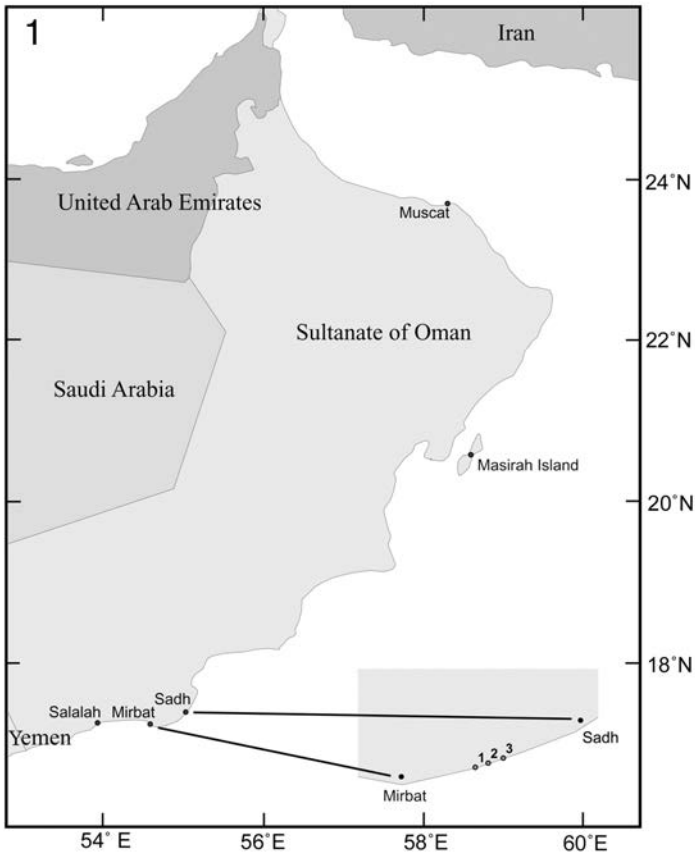 1
Iran
24°N
United Arab Emirates
Muscat
22°N
Sultanate of Oman
Saudi Arabia
Masirah Island
20°N
18°N
Sadh
Salalah
Mirbat
Yemen
Sadh
1 2 3
Mirbat
54° E
56° E
58° E
60° E